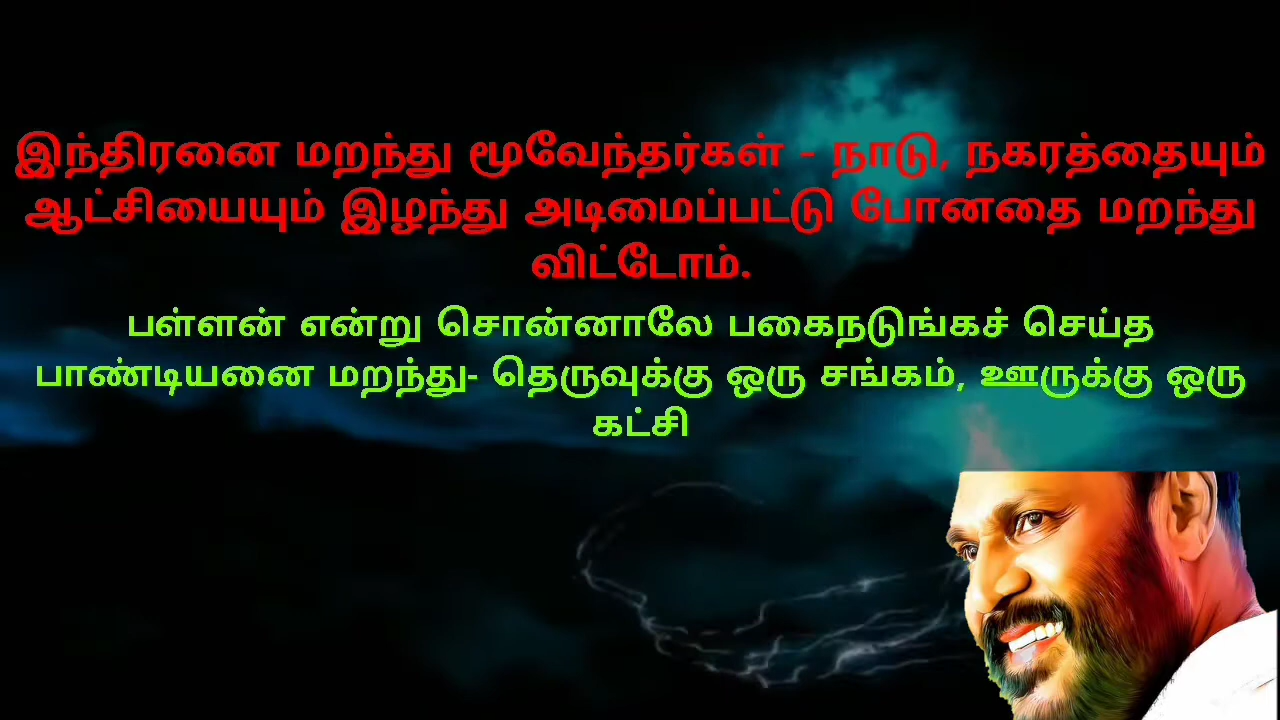 இந்திரனை மறந்து மூவேந்தர்கள் - நாடு, நகரத்தையும்
ஆட்சியையும் இழந்து அடிமைப்பட்டு போனதை மறந்து
விட்டோம்.
பள்ளன் என்று சொன்னாலே பகைநடுங்கச் செய்த
பாண்டியனை மறந்து- தெருவுக்கு ஒரு சங்கம், ஊருக்கு ஒரு
கட்சி